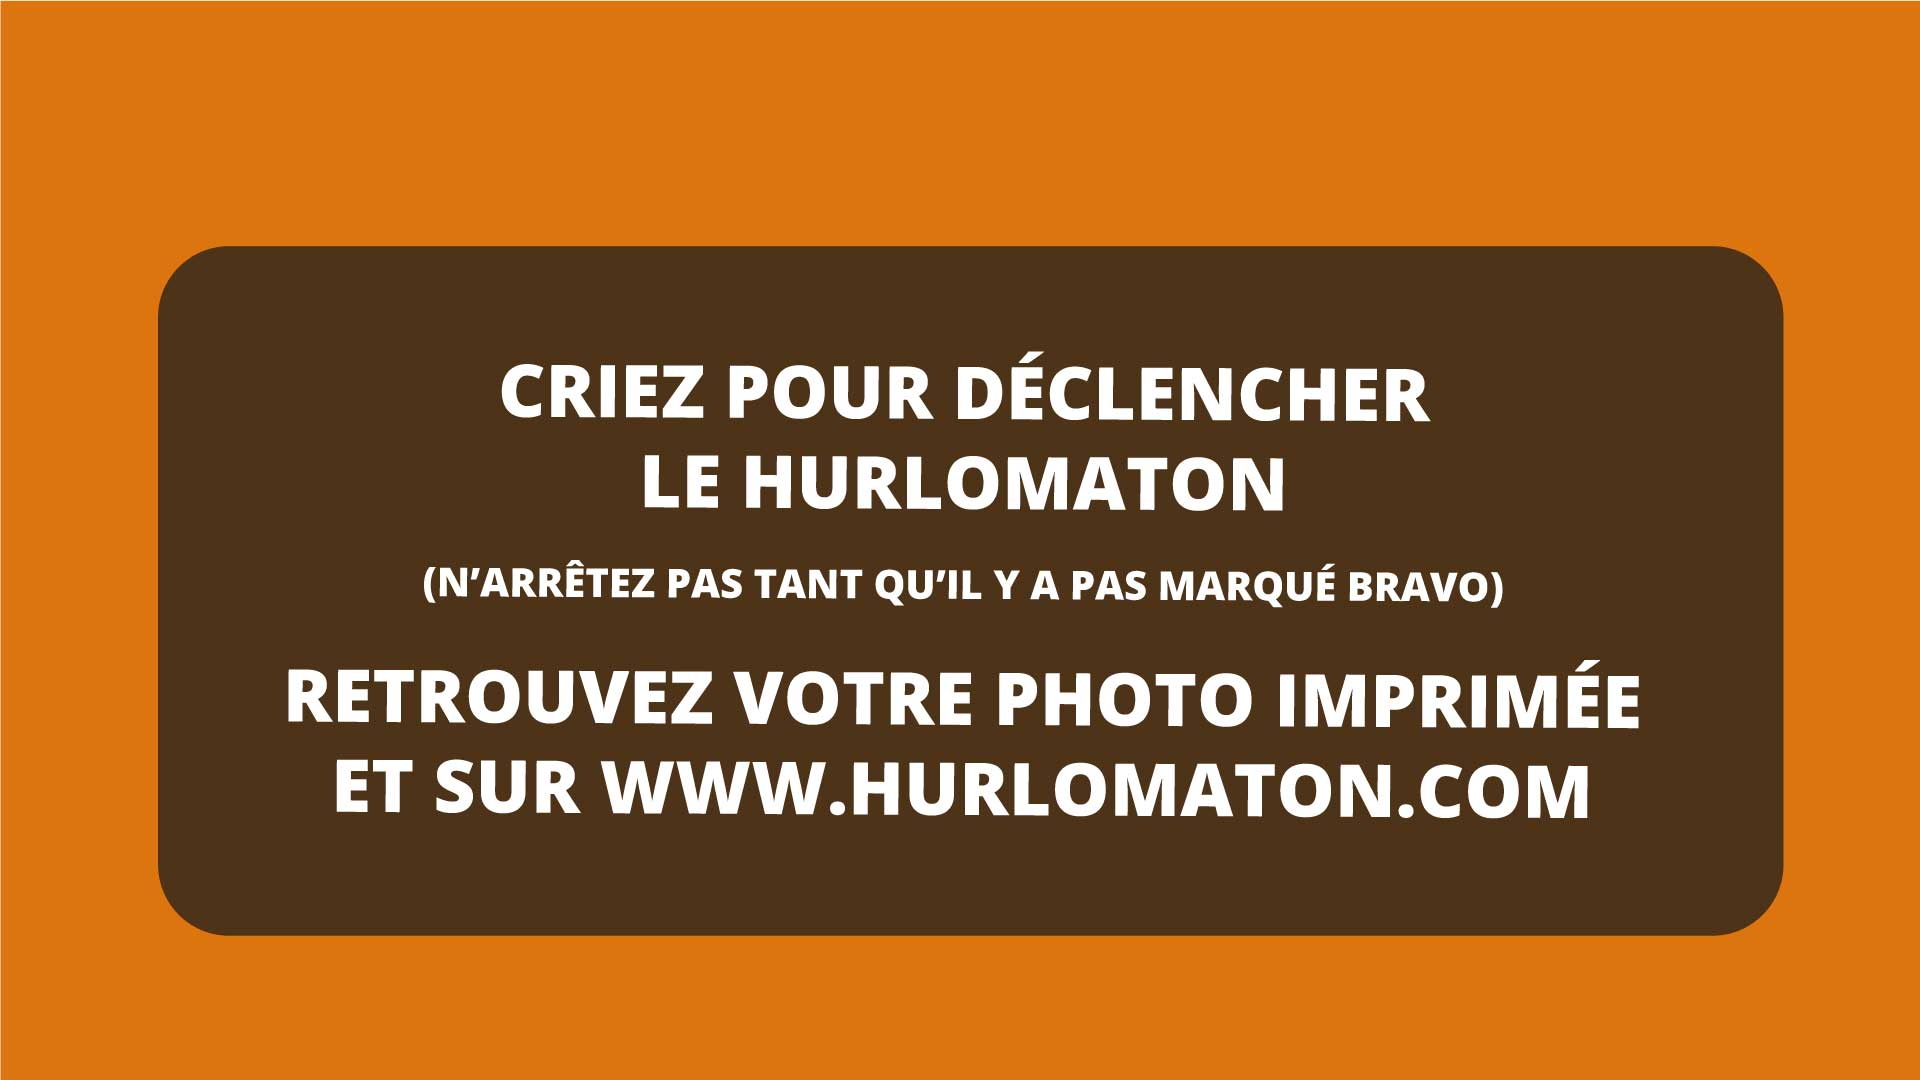 CRIEZ POUR DÉCLENCHER
LE HURLOMATON
(N’ARRÊTEZ PAS TANT QU’IL Y A PAS MARQUÉ BRAVO)
RETROUVEZ VOTRE PHOTO IMPRIMÉE
ET SUR WWW.HURLOMATON.COM